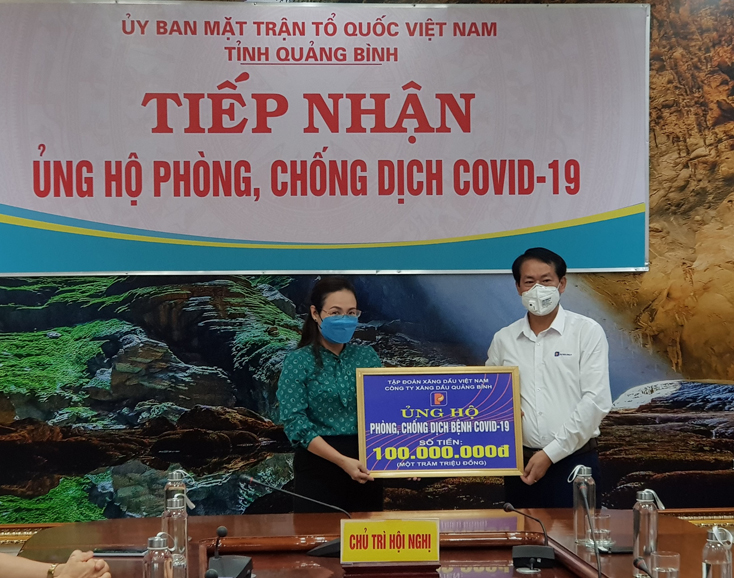 ỦY BAN MẶT TRẬN TỔ QUỐC VIỆT NAM
TỈNH QUẢNG BÌNH
TIẾP NHẬN
ỦNG HỘ PHÒNG, CHỐNG DỊCH COVID-19
TẬP ĐOÀN XĂNG DẦU VIỆT NAM
CÔNG TY XĂNG DẦU QUẢNG BÌNH
P
ỦNG HỘ
PHÒNG, CHỐNG DỊCH BỆNH COVID-19
SỐ TIỀN:
100.000.000đ
(MỘT TRĂM TRIỆU ĐỒNG)
CHỦ TRÌ HỘI NGHỊ